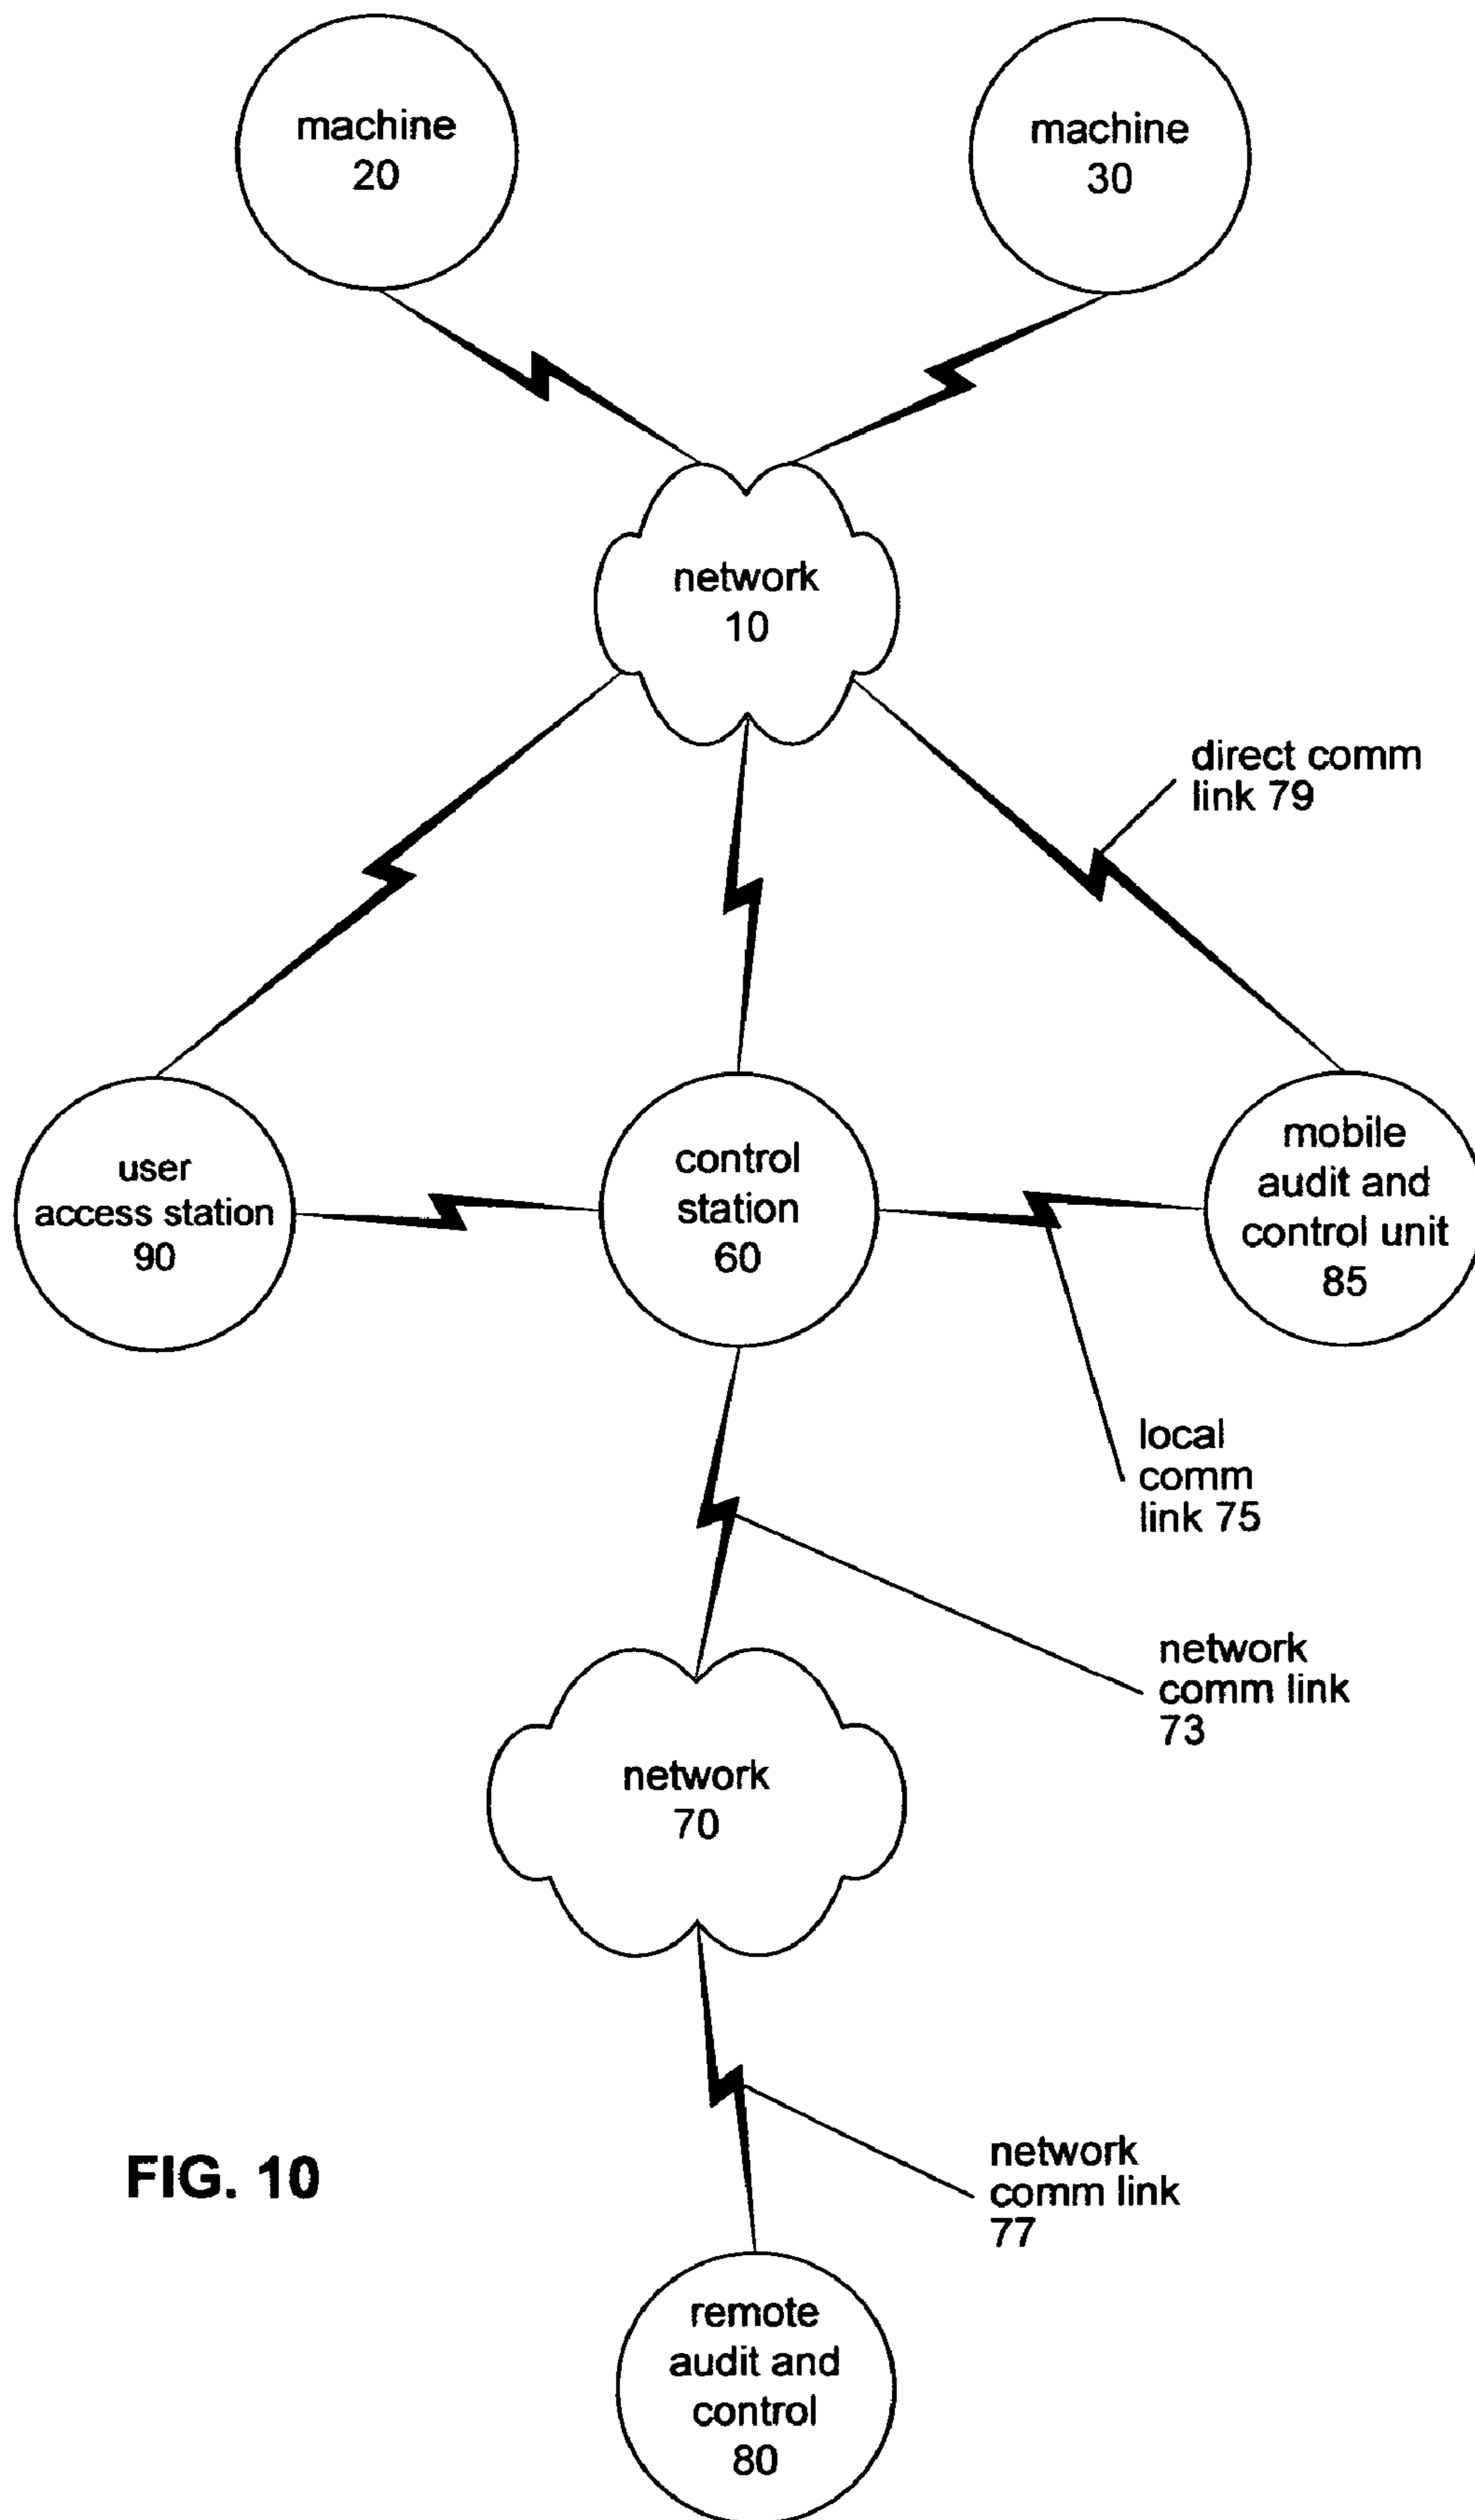 machine
20
machine
30
network
10
direct comm
link 79
user
access station
90
control
station
60
mobile
audit and
control unit
85
local
comm
link 75
network
comm link
73
network
70
FIG. 10
network
comm link
77
remote
audit and
control
80